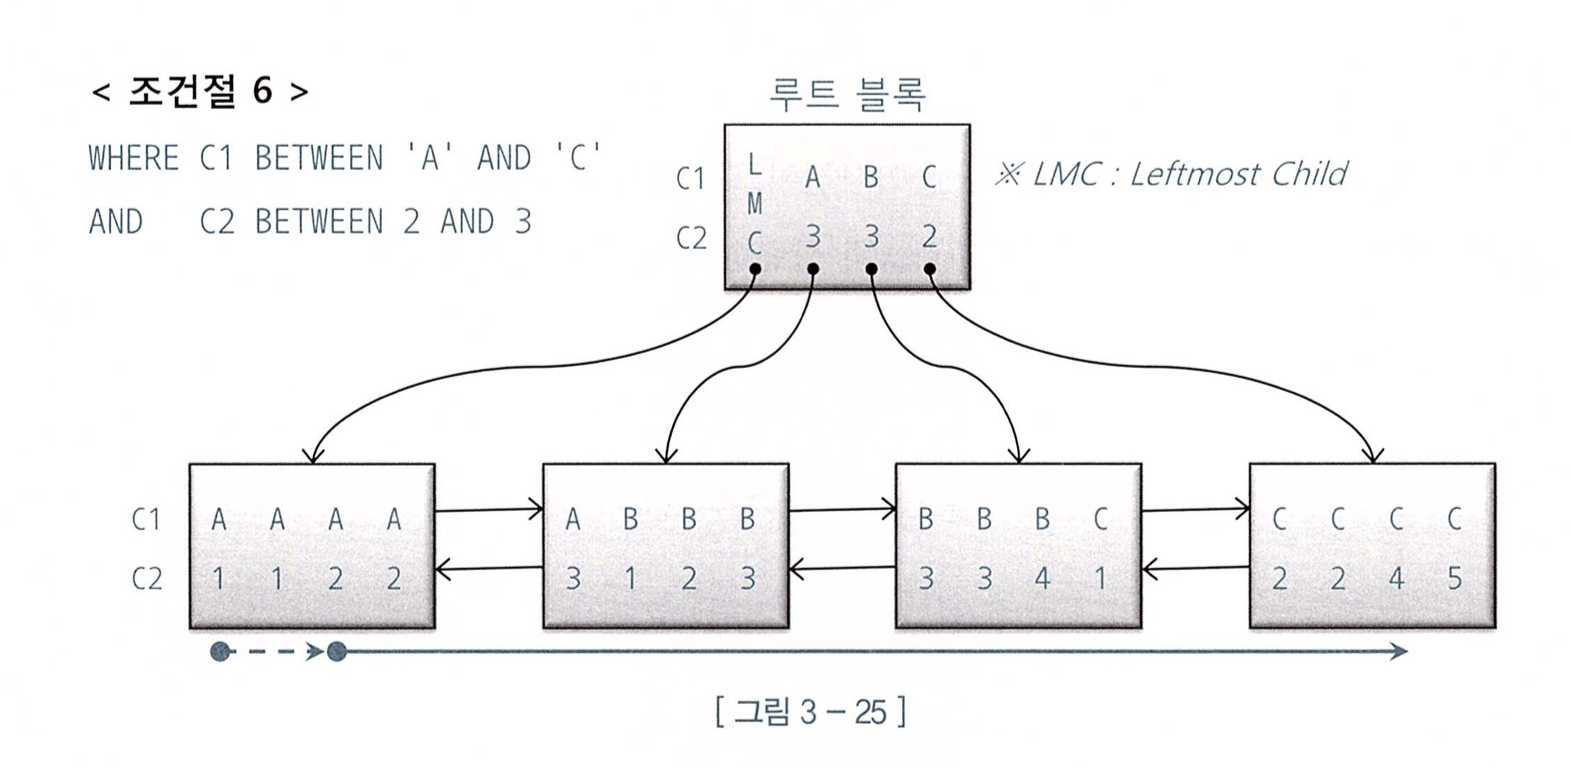 < 조건절 6 >
WHERE C1 BETWEEN 'A' AND 'C'
AND C2 BETWEEN 2 AND 3
루트 블록
C1 LMC A B C
C2 3 3 2
※ LMC : Leftmost Child
C1 A A A A A B B B B B B C C C C C
C2 1 1 2 2 3 1 2 3 3 3 4 1 2 2 4 5
[ 그림 3 – 25 ]